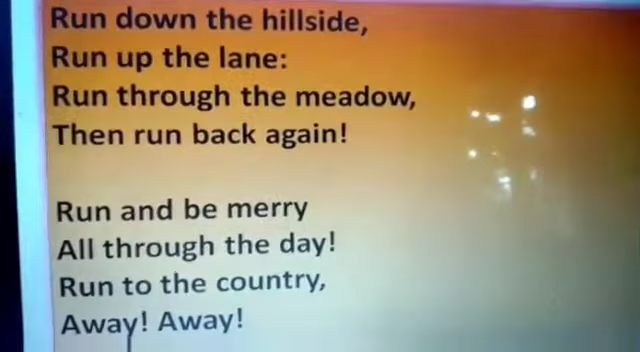 Run down the hillside,
Run up the lane:
Run through the meadow,
Then run back again!
Run and be merry
All through the day!
Run to the country,
Away! Away!